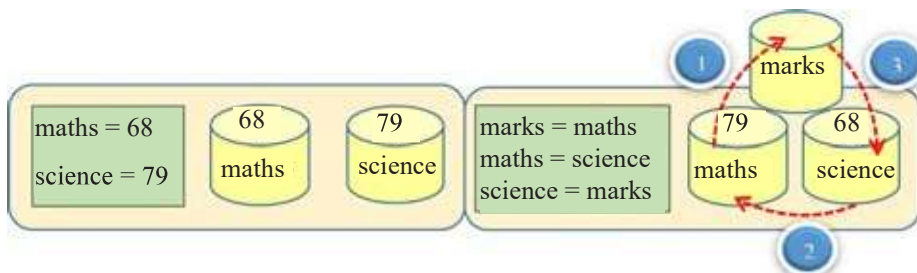 maths = 68
science = 79
68
maths
79
science
marks = maths
maths = science
science = marks
1
marks
3
79
maths
68
science
2